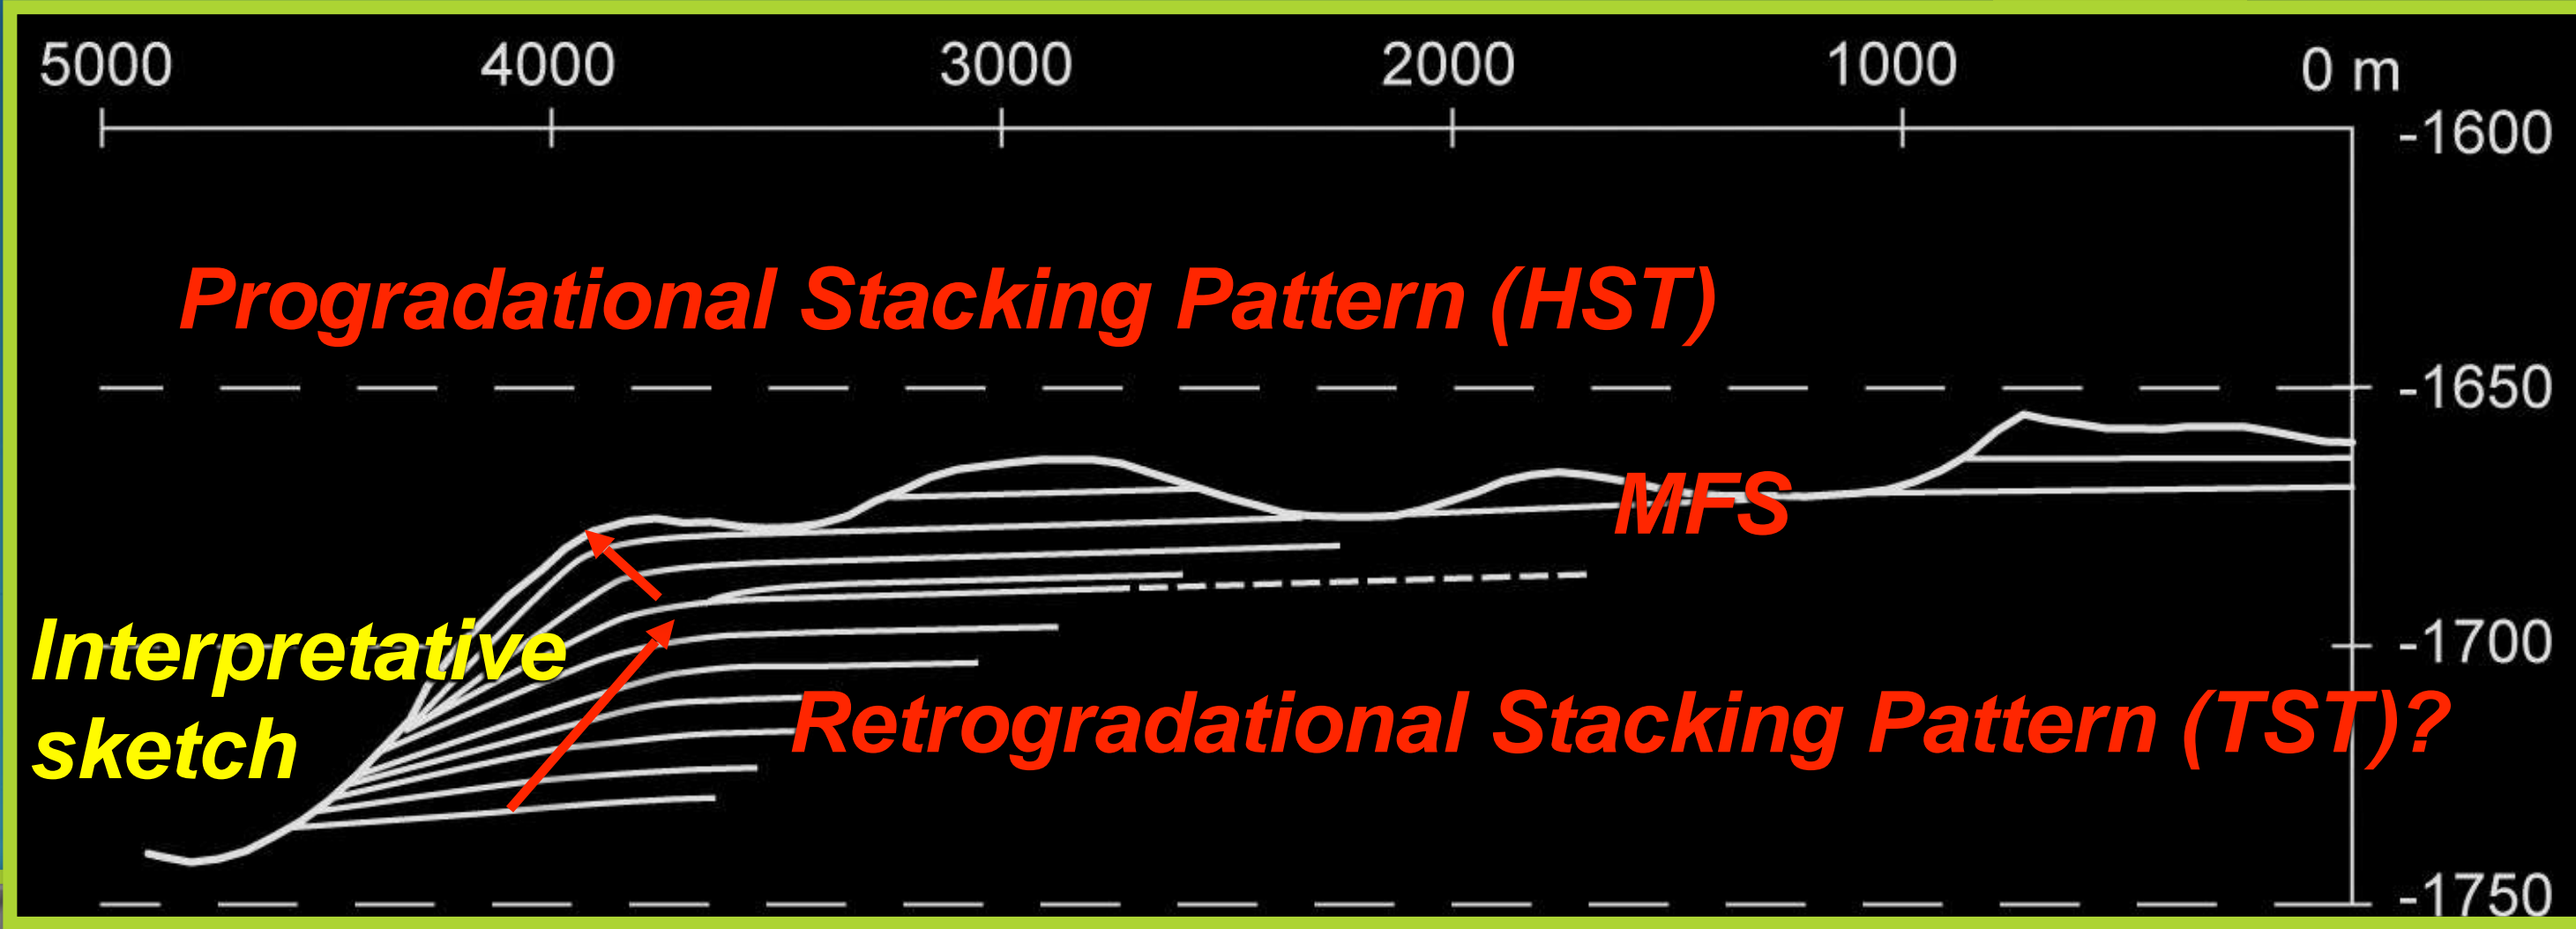 5000 4000 3000 2000 1000 0 m
-1600
Progradational Stacking Pattern (HST)
-1650
MFS
Interpretative
sketch
-1700
Retrogradational Stacking Pattern (TST)?
-1750